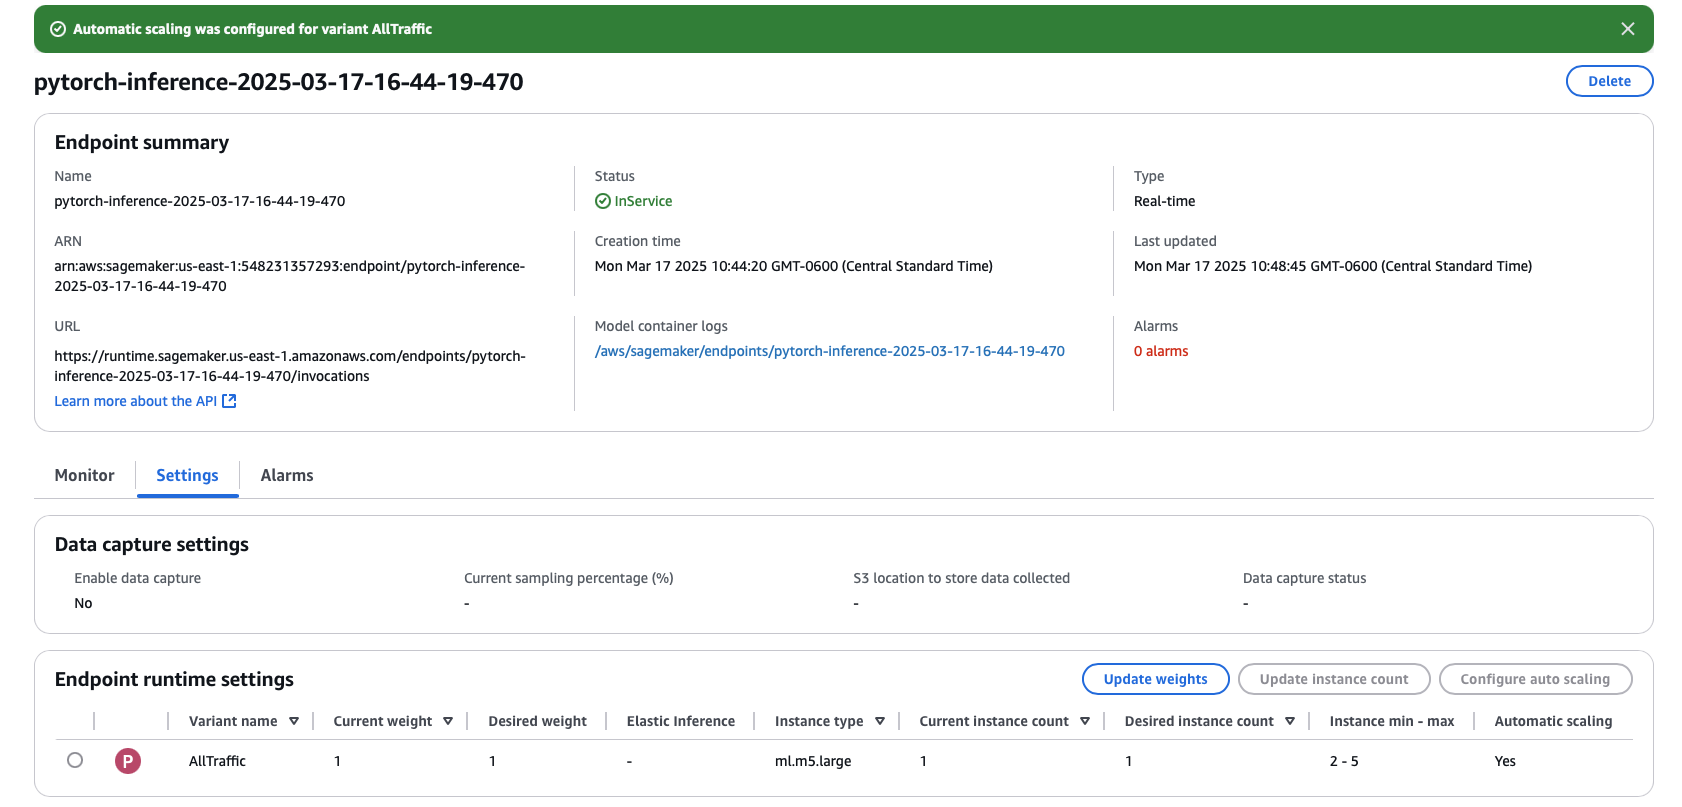 Automatic scaling was configured for variant AllTraffic
pytorch-inference-2025-03-17-16-44-19-470
Delete
Endpoint summary
Name
pytorch-inference-2025-03-17-16-44-19-470
Status
InService
Type
Real-time
ARN
arn:aws:sagemaker:us-east-1:548231357293:endpoint/pytorch-inference-
2025-03-17-16-44-19-470
Creation time
Mon Mar 17 2025 10:44:20 GMT-0600 (Central Standard Time)
Last updated
Mon Mar 17 2025 10:48:45 GMT-0600 (Central Standard Time)
URL
https://runtime.sagemaker.us-east-1.amazonaws.com/endpoints/pytorch-
inference-2025-03-17-16-44-19-470/invocations
Learn more about the API
Model container logs
/aws/sagemaker/endpoints/pytorch-inference-2025-03-17-16-44-19-470
Alarms
0 alarms
Monitor Settings Alarms
Data capture settings
Enable data capture
No
Current sampling percentage (%)
-
S3 location to store data collected
-
Data capture status
-
Endpoint runtime settings
Update weights Update instance count Configure auto scaling
Variant name Current weight Desired weight Elastic Inference Instance type Current instance count Desired instance count Instance min - max Automatic scaling
P AllTraffic 1 1 - ml.m5.large 1 1 2 - 5 Yes